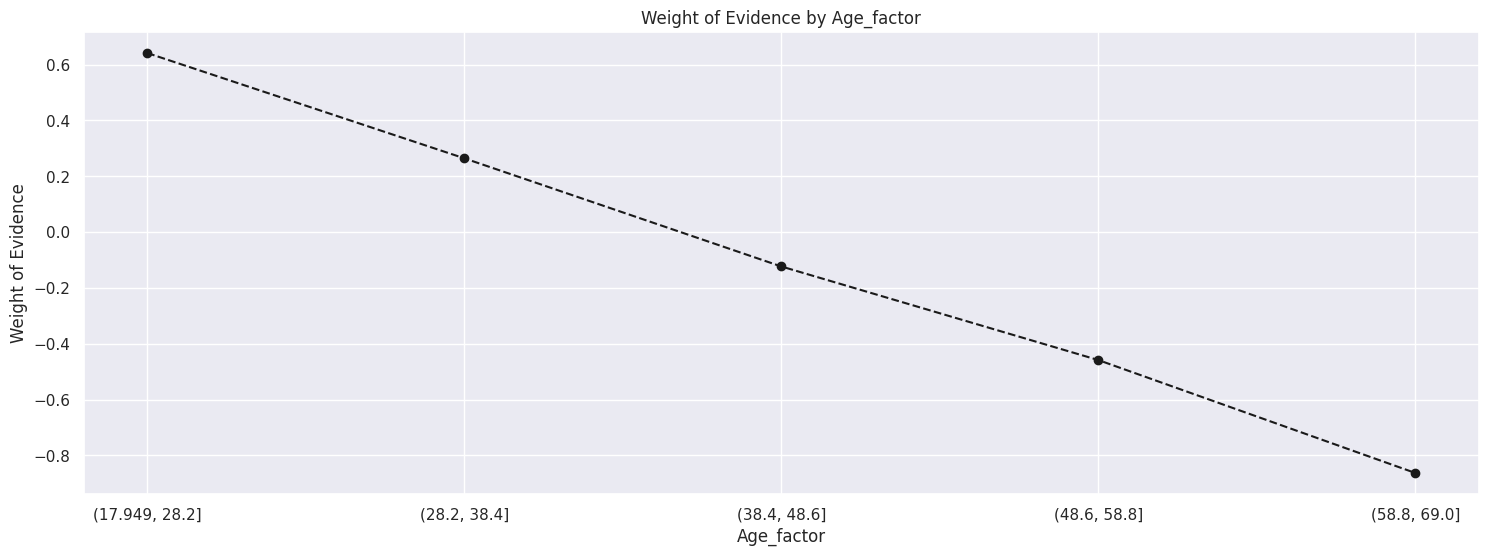 Weight of Evidence by Age_factor
Weight of Evidence
0.6
0.4
0.2
0.0
−0.2
−0.4
−0.6
−0.8
(17.949, 28.2] (28.2, 38.4] (38.4, 48.6] (48.6, 58.8] (58.8, 69.0]
Age_factor